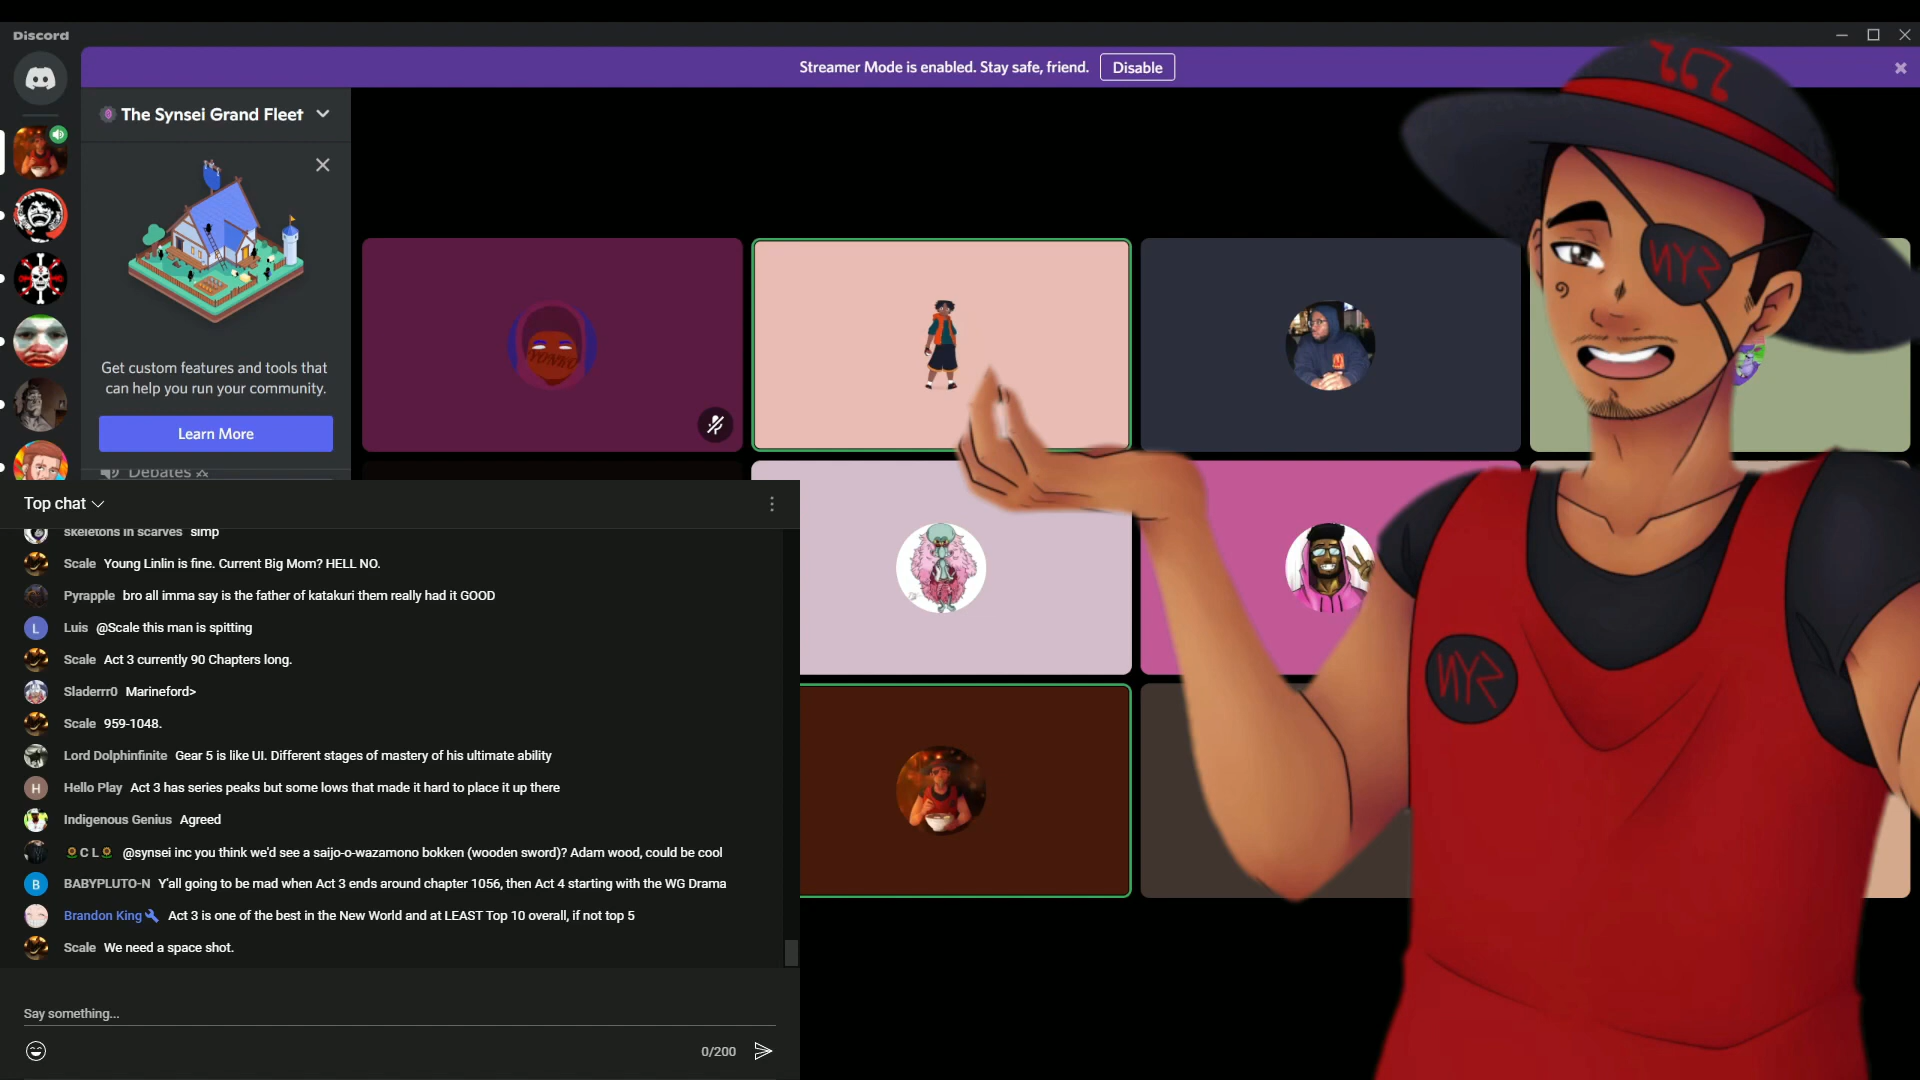 Discord
Streamer Mode is enabled. Stay safe, friend. Disable
The Synsei Grand Fleet
Get custom features and tools that
can help you run your community.
Learn More
Debates
Top chat
skeletons in scarves simp
Scale Young Linlin is fine. Current Big Mom? HELL NO.
Pyrapple bro all imma say is the father of katakuri them really had it GOOD
L Luis @Scale this man is spitting
Scale Act 3 currently 90 Chapters long.
Sladerrr0 Marineford>
Scale 959-1048.
Lord Dolphinfinite Gear 5 is like UI. Different stages of mastery of his ultimate ability
H Hello Play Act 3 has series peaks but some lows that made it hard to place it up there
Indigenous Genius Agreed
🌻C L🌻 @synsei inc you think we'd see a saijo-o-wazamono bokken (wooden sword)? Adam wood, could be cool
B BABYPLUTO-N Y'all going to be mad when Act 3 ends around chapter 1056, then Act 4 starting with the WG Drama
Brandon King Act 3 is one of the best in the New World and at LEAST Top 10 overall, if not top 5
Scale We need a space shot.
Say something...
0/200
YONKO